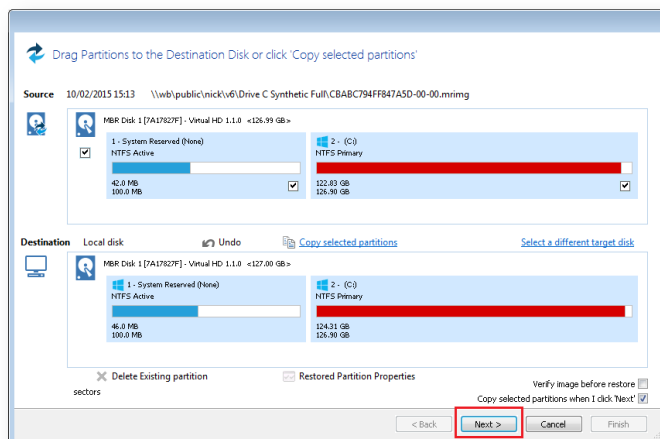 Drag Partitions to the Destination Disk or click 'Copy selected partitions'
Source 10/02/2015 15:13 \\wb\public\nick\v6\Drive C Synthetic Full\CBABC794FF847A5D-00-00.mrimg
MBR Disk 1 [7A17827F] - Virtual HD 1.1.0 <126.99 GB>
1 - System Reserved (None)
NTFS Active
42.0 MB
100.0 MB
2 - (C:)
NTFS Primary
122.83 GB
126.90 GB
Destination Local disk Undo Copy selected partitions Select a different target disk
MBR Disk 1 [7A17827F] - Virtual HD 1.1.0 <127.00 GB>
1 - System Reserved (None)
NTFS Active
46.0 MB
100.0 MB
2 - (C:)
NTFS Primary
124.31 GB
126.90 GB
Delete Existing partition Restored Partition Properties
sectors
Verify image before restore
Copy selected partitions when I click 'Next'
< Back Next > Cancel Finish